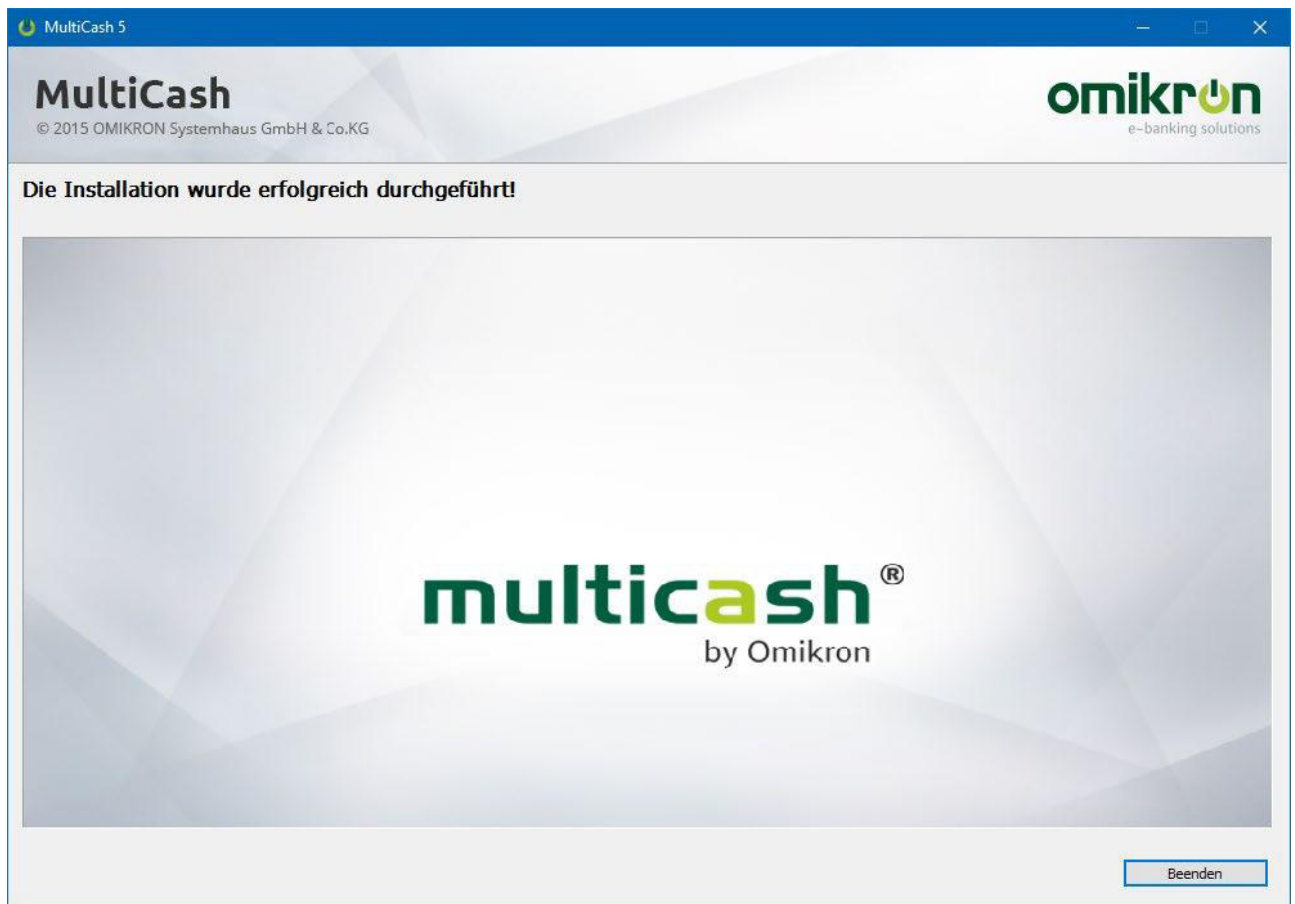 MultiCash 5
MultiCash
© 2015 OMIKRON Systemhaus GmbH & Co.KG
omikron
e-banking solutions
Die Installation wurde erfolgreich durchgeführt!
multicash®
by Omikron
Beenden